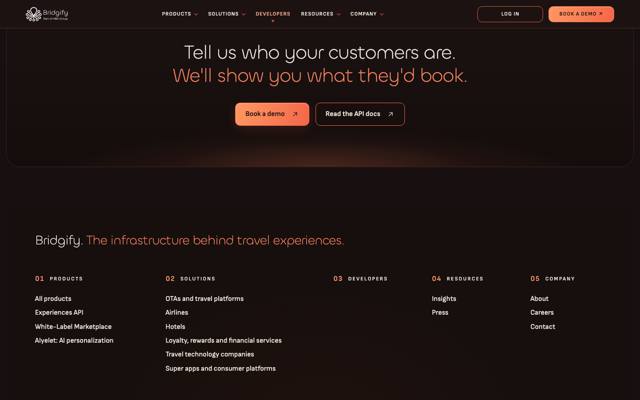 Bridgify
PRODUCTS SOLUTIONS DEVELOPERS RESOURCES COMPANY
LOG IN
BOOK A DEMO ↗
Tell us who your customers are.
We'll show you what they'd book.
Book a demo ↗
Read the API docs ↗
Bridgify. The infrastructure behind travel experiences.
01 PRODUCTS
All products
Experiences API
White-Label Marketplace
Alyelet: AI personalization
02 SOLUTIONS
OTAs and travel platforms
Airlines
Hotels
Loyalty, rewards and financial services
Travel technology companies
Super apps and consumer platforms
03 DEVELOPERS
04 RESOURCES
Insights
Press
05 COMPANY
About
Careers
Contact